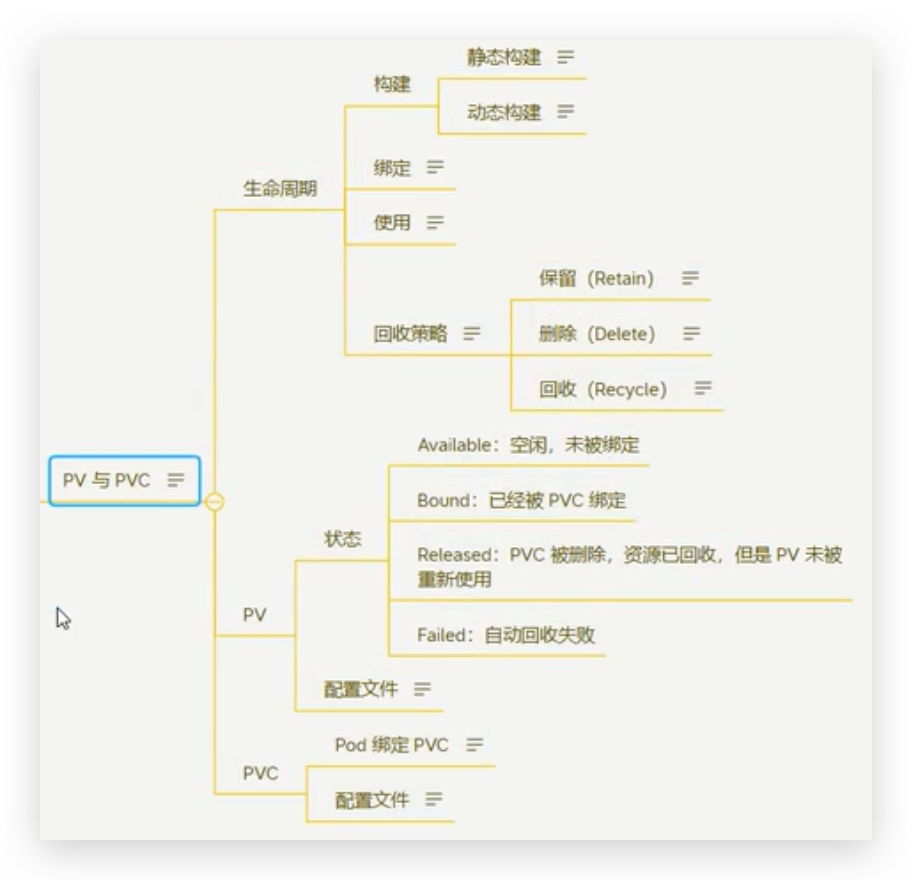 静态构建
构建
动态构建
绑定
生命周期
使用
保留（Retain）
回收策略
删除（Delete）
回收（Recycle）
Available：空闲，未被绑定
PV 与 PVC
Bound：已经被 PVC 绑定
状态
Released：PVC 被删除，资源已回收，但是 PV 未被
重新使用
PV
Failed：自动回收失败
配置文件
Pod 绑定 PVC
PVC
配置文件